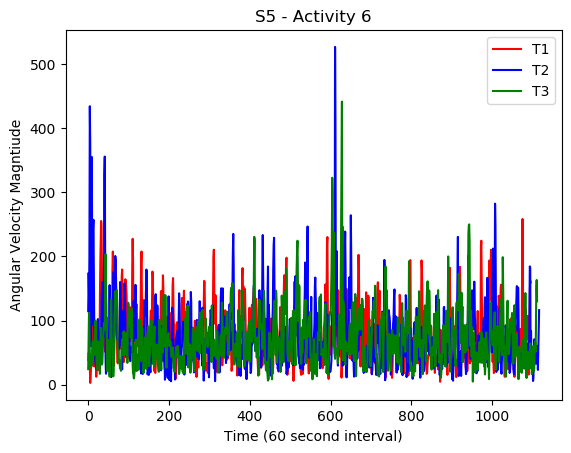 S5 - Activity 6
T1
T2
T3
500
400
300
200
100
0
Angular Velocity Magntiude
0 200 400 600 800 1000
Time (60 second interval)